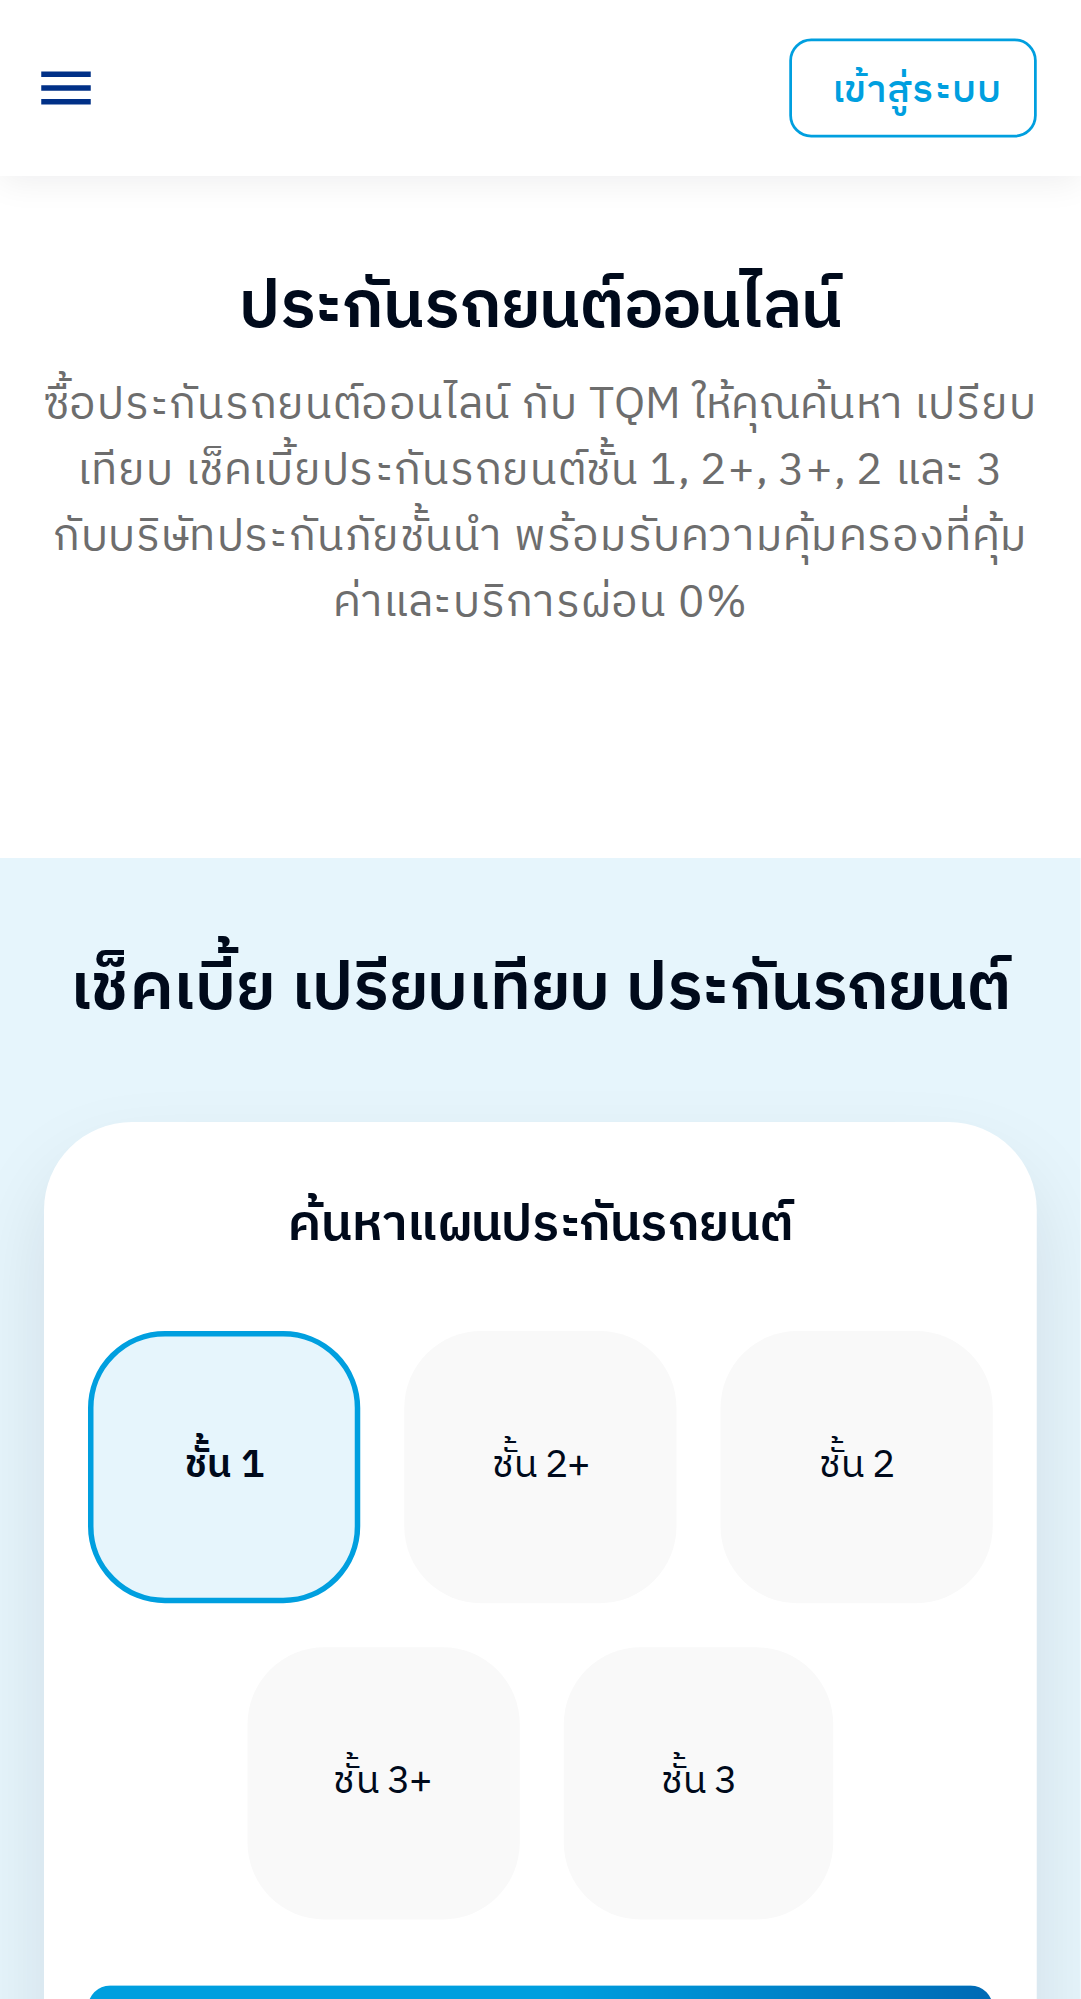 เข้าสู่ระบบ
ประกันรถยนต์ออนไลน์
ซื้อประกันรถยนต์ออนไลน์ กับ TQM ให้คุณค้นหา เปรียบ
เทียบ เช็คเบี้ยประกันรถยนต์ชั้น 1, 2+, 3+, 2 และ 3
กับบริษัทประกันภัยชั้นนำ พร้อมรับความคุ้มครองที่คุ้ม
ค่าและบริการผ่อน 0%
เช็คเบี้ย เปรียบเทียบ ประกันรถยนต์
ค้นหาแผนประกันรถยนต์
ชั้น 1
ชั้น 2+
ชั้น 2
ชั้น 3+
ชั้น 3